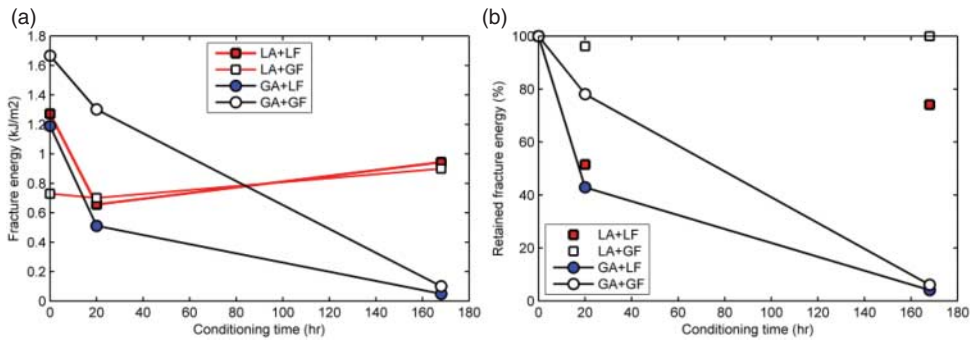 (a)
Fracture energy (kJ/m2)
1.8
1.6
1.4
1.2
1
0.8
0.6
0.4
0.2
0
LA+LF
LA+GF
GA+LF
GA+GF
0 20 40 60 80 100 120 140 160 180
Conditioning time (hr)
(b)
Retained fracture energy (%)
100
80
60
40
20
0
LA+LF
LA+GF
GA+LF
GA+GF
0 20 40 60 80 100 120 140 160 180
Conditioning time (hr)